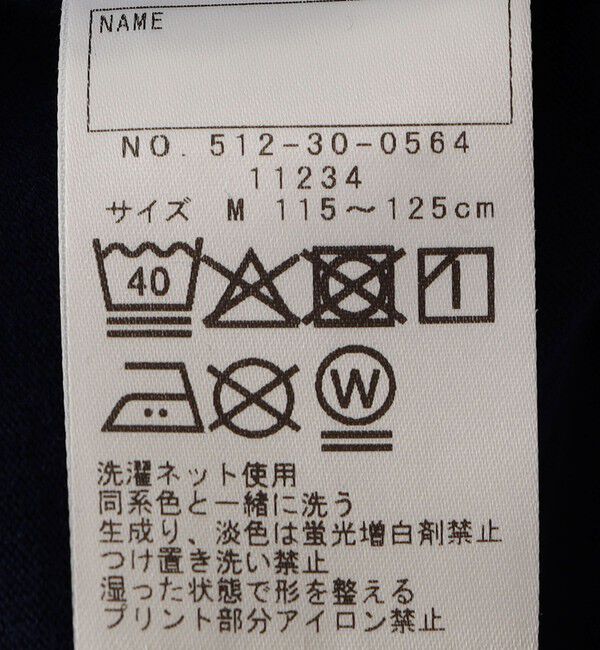 NAME
NO. 512-30-0564
11234
サイズ M 115～125cm
40
W
洗濯ネット使用
同系色と一緒に洗う
生成り、淡色は蛍光増白剤禁止
つけ置き洗い禁止
湿った状態で形を整える
プリント部分アイロン禁止